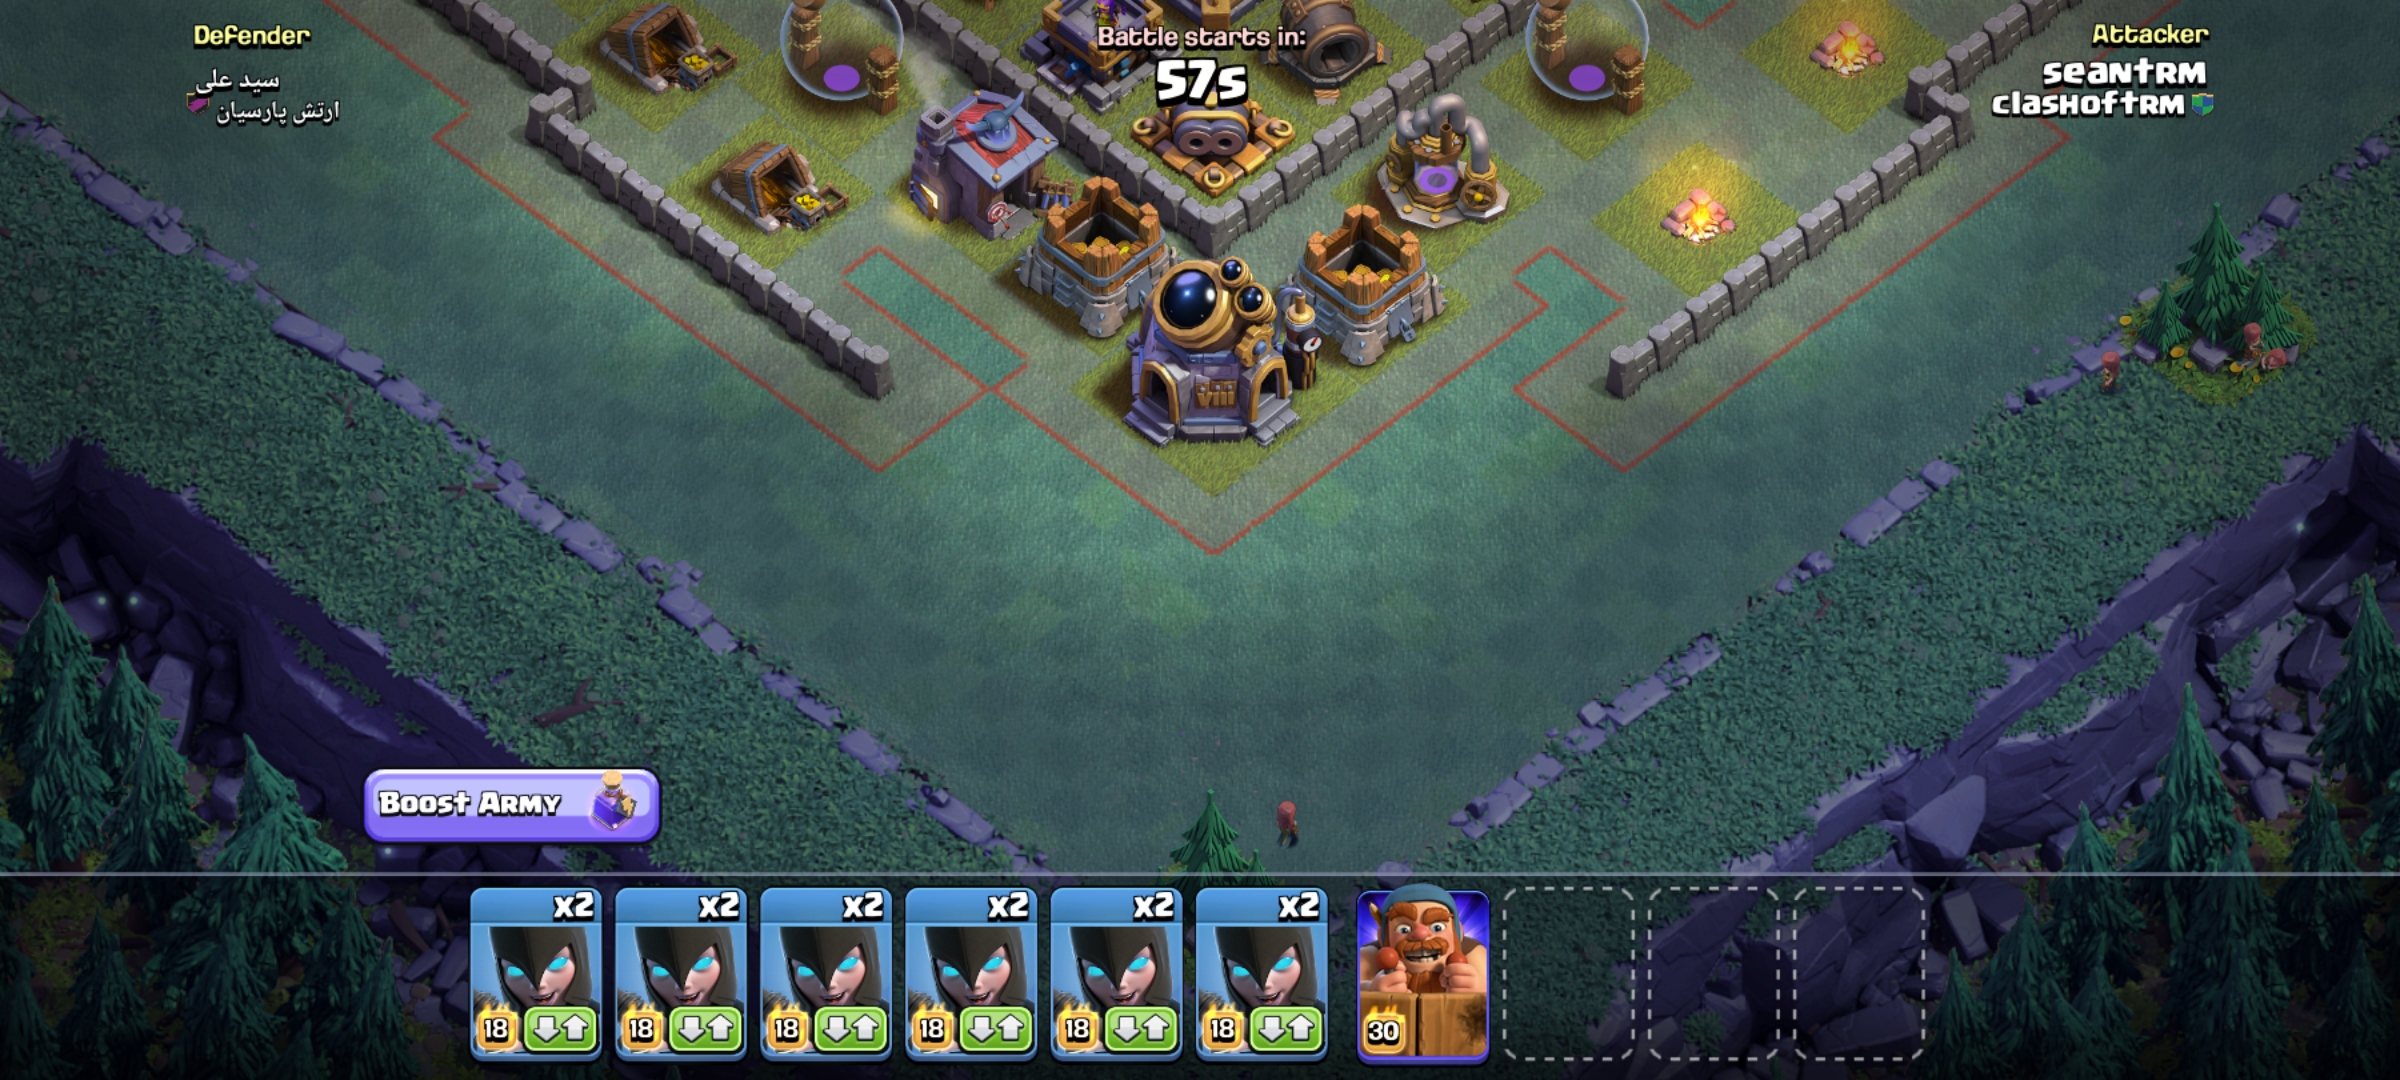 Defender
سید علی
ارتش پارسیان
Battle starts in:
57s
Attacker
seantRM
clashoftRM
VIII
Boost Army
x2 x2 x2 x2 x2 x2
18 18 18 18 18 18 30